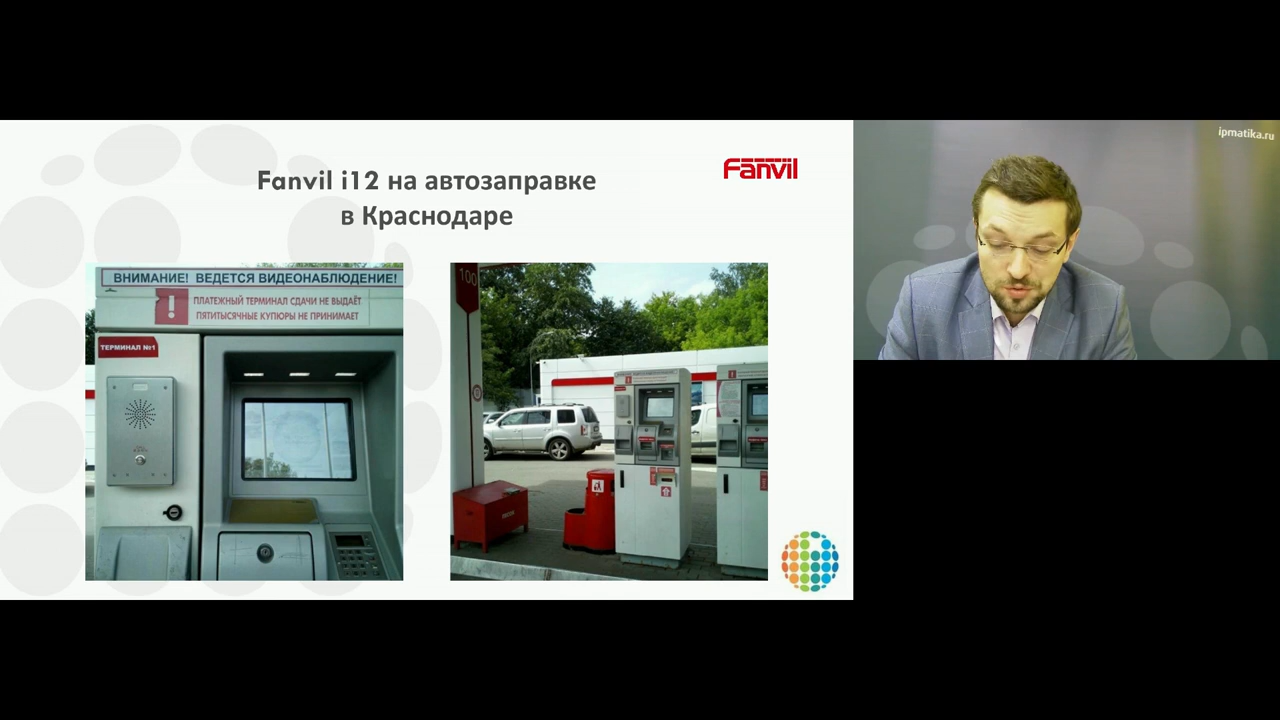 Fanvil i12 на автозаправке
в Краснодаре
Fanvil
ipmatika.ru
ВНИМАНИЕ! ВЕДЕТСЯ ВИДЕОНАБЛЮДЕНИЕ!
! ПЛАТЕЖНЫЙ ТЕРМИНАЛ СДАЧИ НЕ ВЫДАЁТ
ПЯТИТЫСЯЧНЫЕ КУПЮРЫ НЕ ПРИНИМАЕТ
ТЕРМИНАЛ №1
100